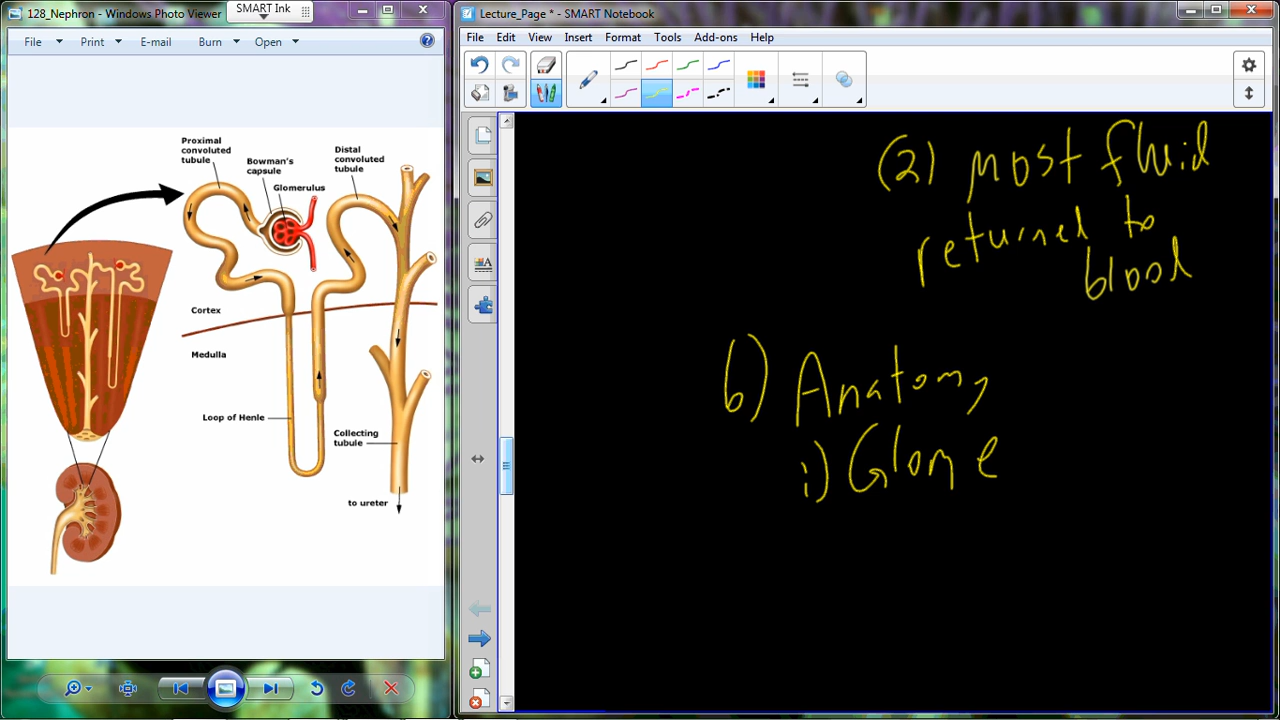 128_Nephron - Windows Photo Viewer
SMART Ink
File Print E-mail Burn Open
Proximal
convoluted
tubule
Bowman's
capsule
Glomerulus
Distal
convoluted
tubule
Cortex
Medulla
Loop of Henle
Collecting
tubule
to ureter
Lecture_Page * - SMART Notebook
File Edit View Insert Format Tools Add-ons Help
(2) most fluid
returned to
blood
b) Anatomy
i) Glome